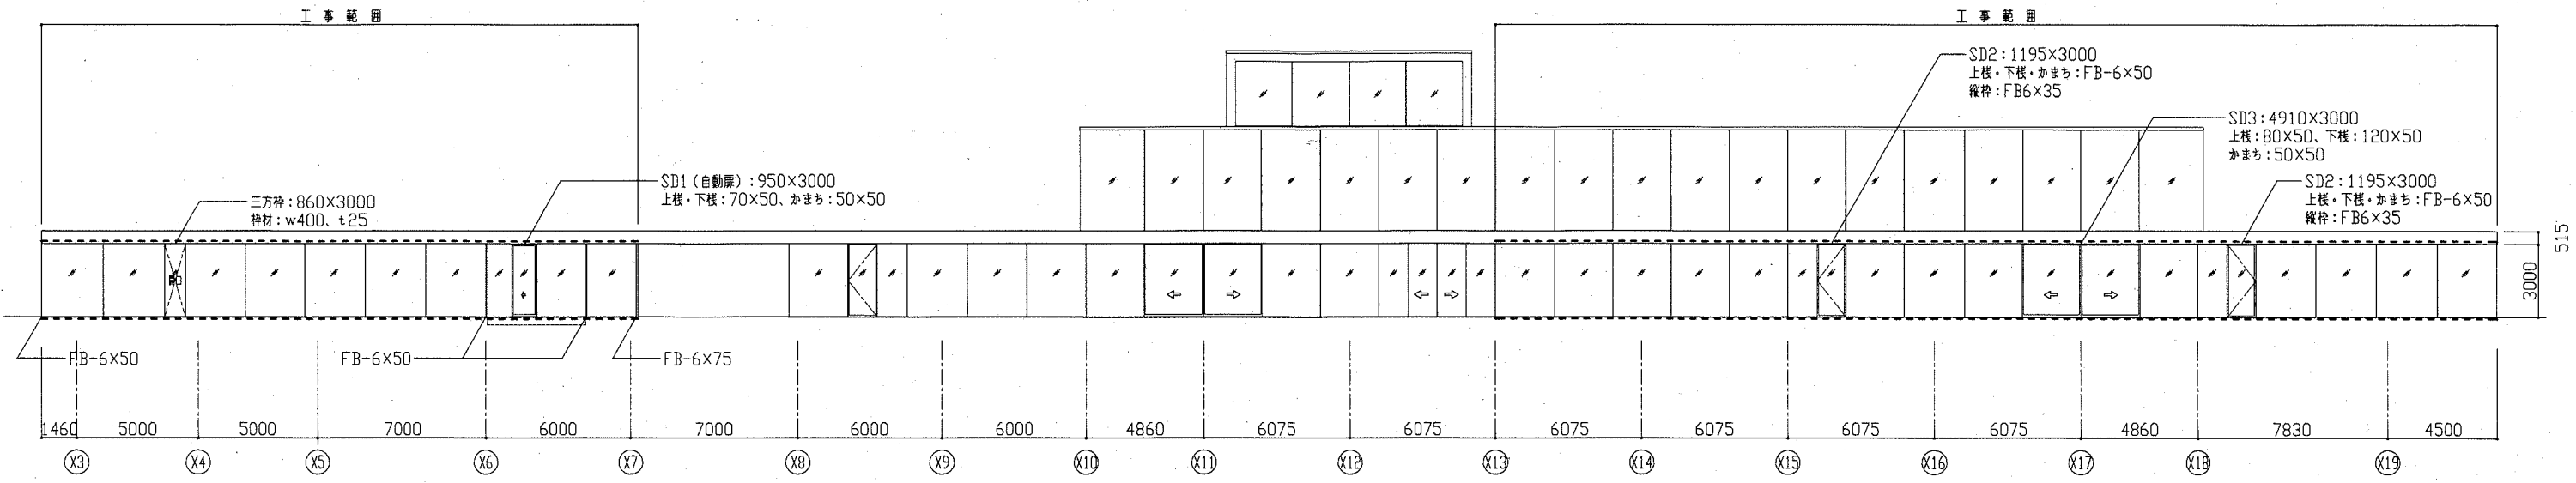 工事範囲
工事範囲
SD2:1195×3000
上桟・下桟・かまち:FB-6×50
縦枠:FB6×35
SD3:4910×3000
上桟:80×50、下桟:120×50
かまち:50×50
SD1(自動扉):950×3000
上桟・下桟:70×50、かまち:50×50
SD2:1195×3000
上桟・下桟・かまち:FB-6×50
縦枠:FB6×35
三方枠:860×3000
枠材:w400、t25
515
3000
FB-6×50
FB-6×50
FB-6×75
1460 5000 5000 7000 6000 7000 6000 6000 4860 6075 6075 6075 6075 6075 6075 4860 7830 4500
X3 X4 X5 X6 X7 X8 X9 X10 X11 X12 X13 X14 X15 X16 X17 X18 X19